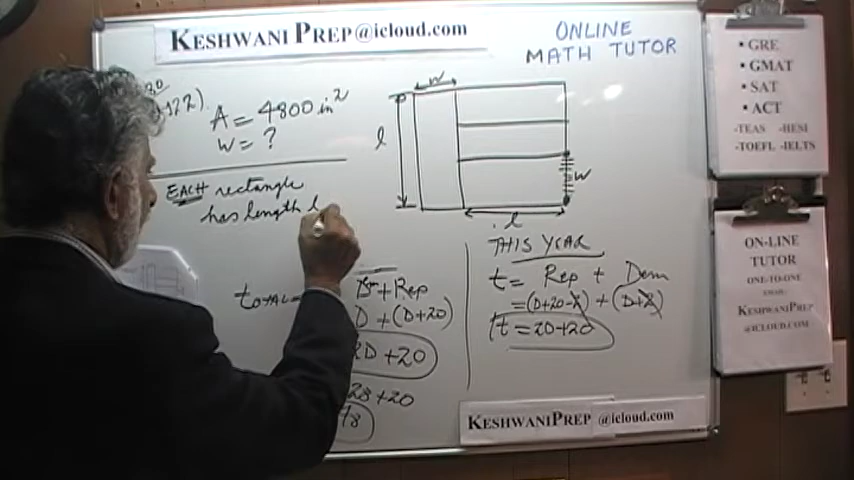 KESHWANI PREP@icloud.com
ONLINE
MATH TUTOR
A = 4800 in²
W = ?
EACH rectangle
has length l
W
l
W
l
TOTAL =
+ Rep
D + (D+20)
2D + 20
28 + 20
THIS YEAR
t = Rep + Dem
= (D+20-X) + (D+X)
t = 2D+20
• GRE
• GMAT
• SAT
• ACT
-TEAS -HESI
-TOEFL -IELTS
ON-LINE
TUTOR
ONE-TO-ONE
KESHWANIPREP
@ICLOUD.COM
KESHWANIPREP @icloud.com